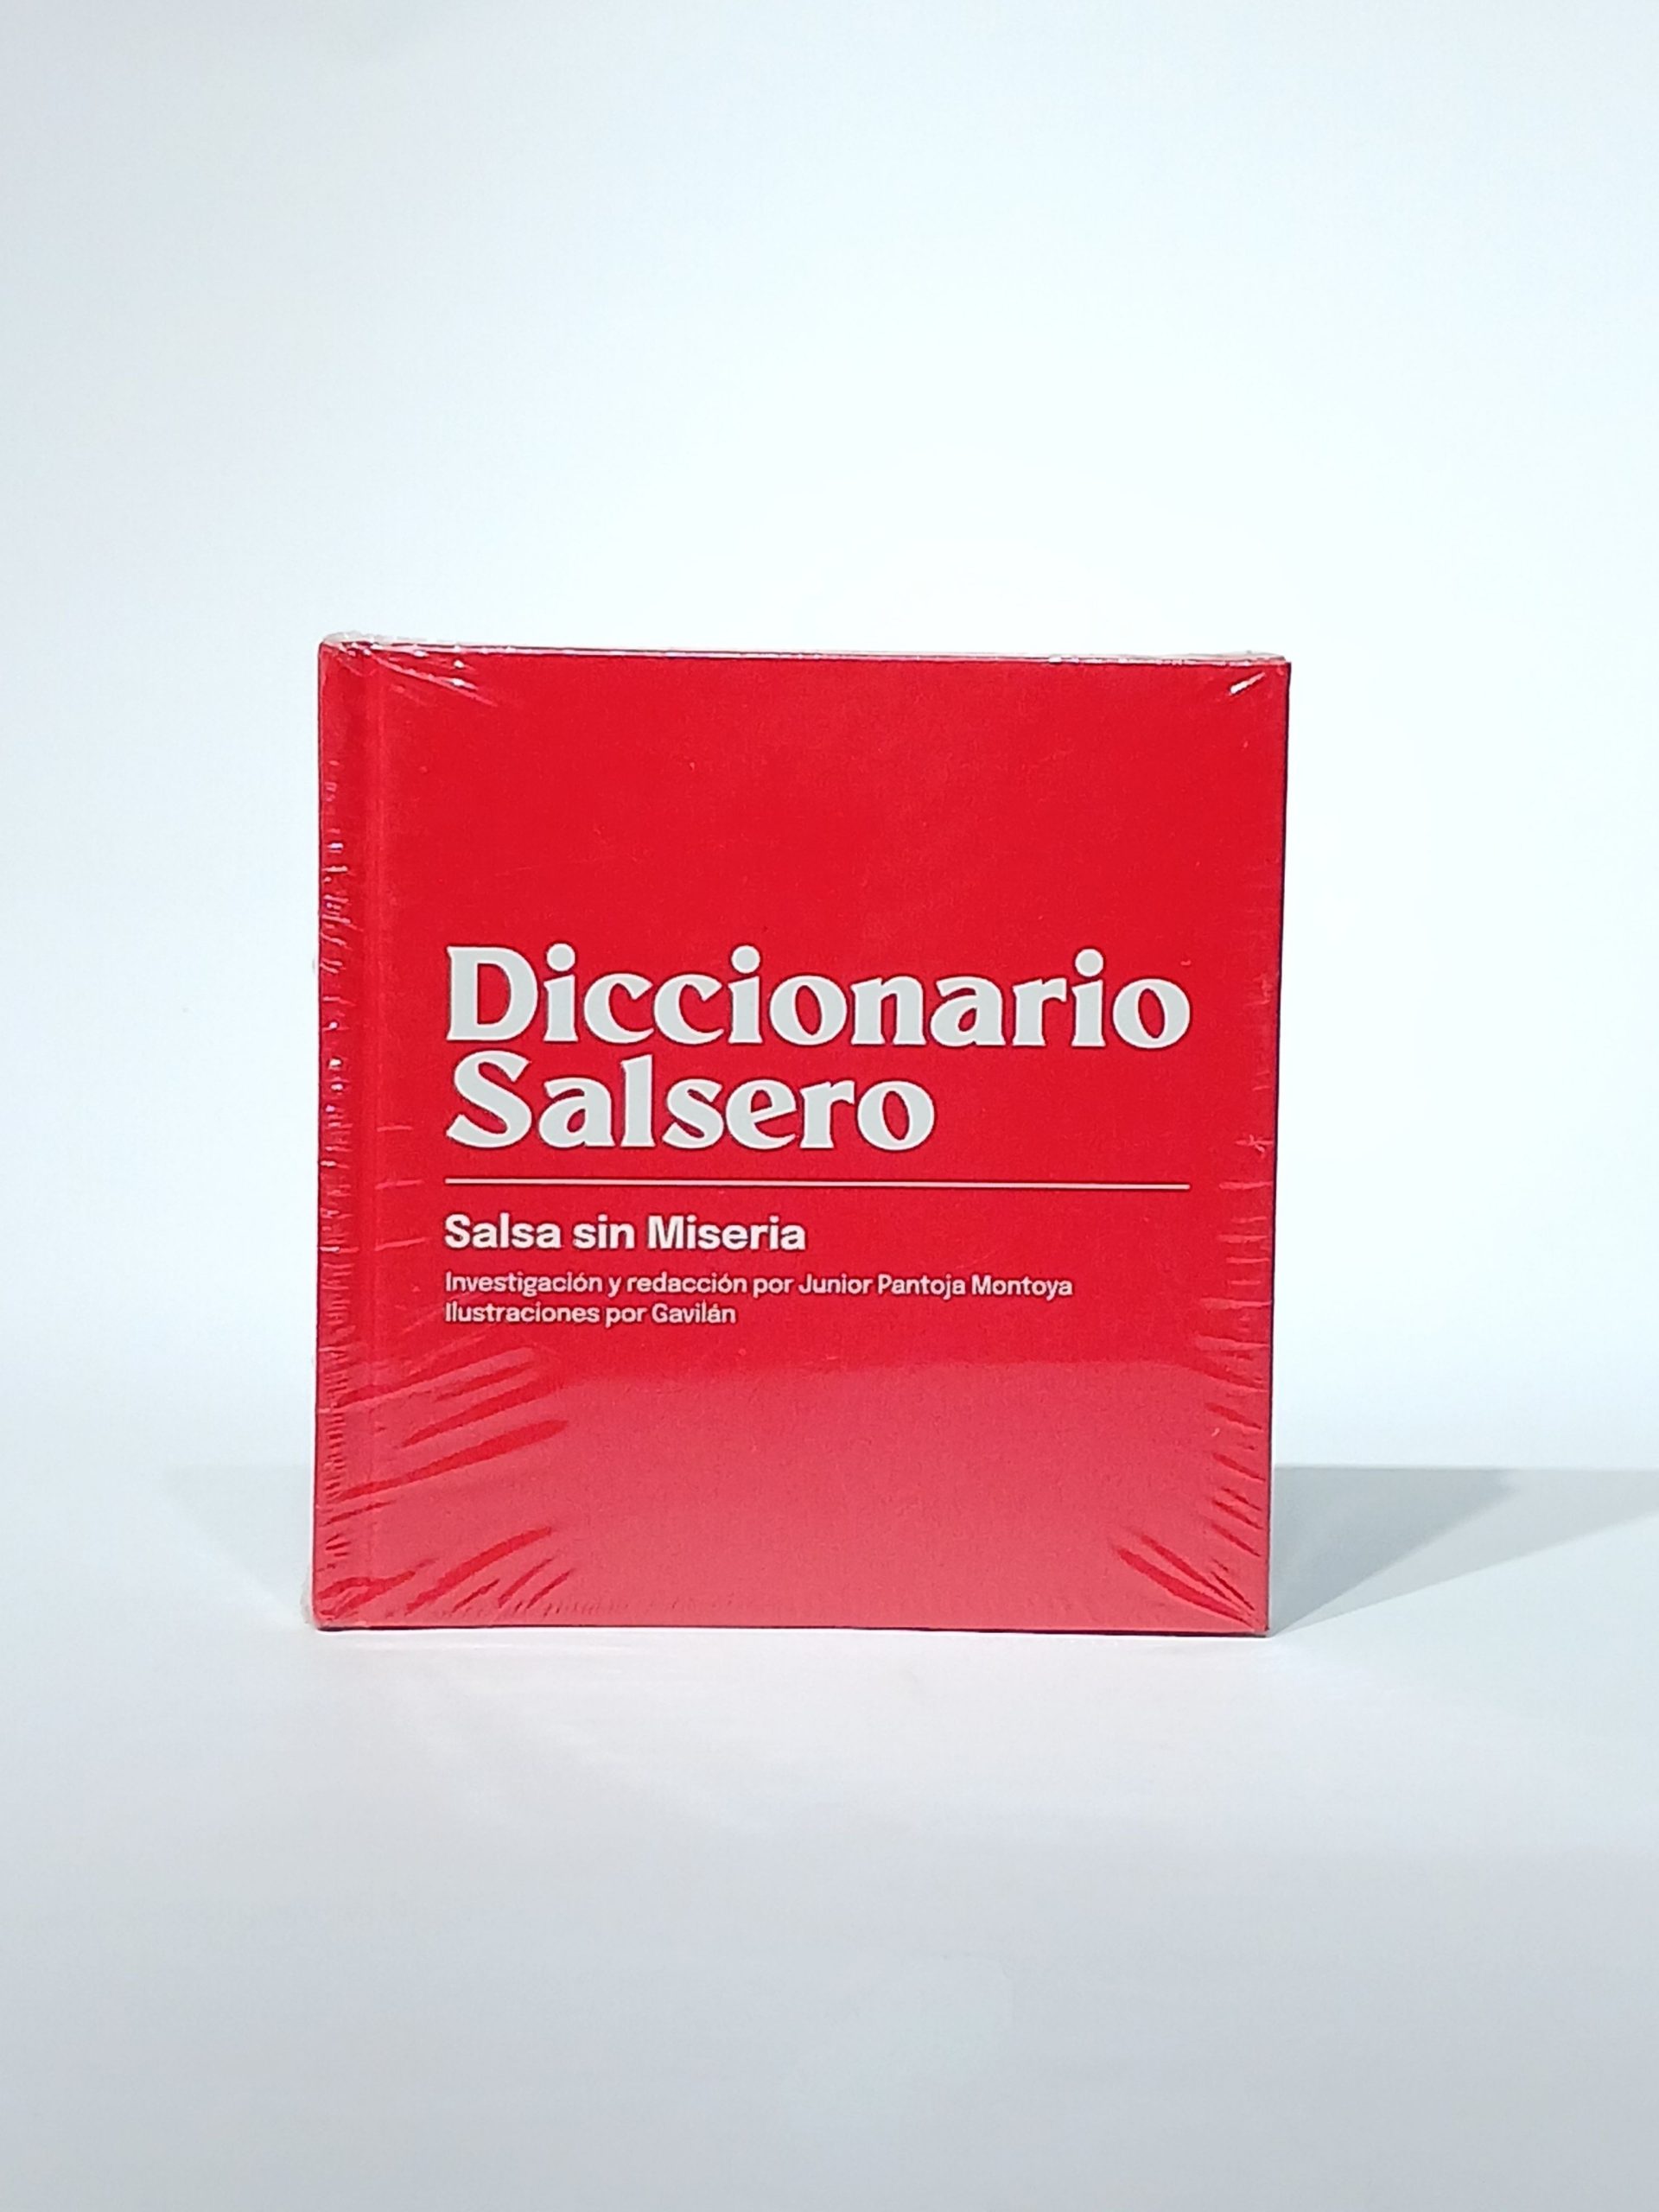 Diccionario
Salsero
Salsa sin Miseria
Investigación y redacción por Junior Pantoja Montoya
Ilustraciones por Gavilán